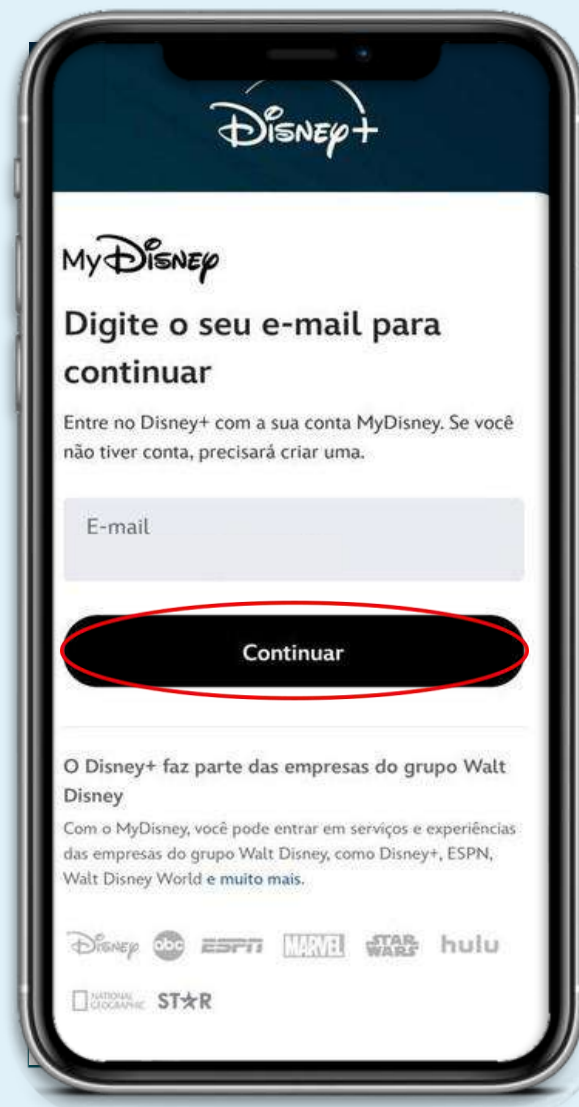 Disney+
My Disney
Digite o seu e-mail para
continuar
Entre no Disney+ com a sua conta MyDisney. Se você
não tiver conta, precisará criar uma.
E-mail
Continuar
O Disney+ faz parte das empresas do grupo Walt
Disney
Com o MyDisney, você pode entrar em serviços e experiências
das empresas do grupo Walt Disney, como Disney+, ESPN,
Walt Disney World e muito mais.
Disney abc ESPN MARVEL STAR WARS hulu
NATIONAL GEOGRAPHIC STAR